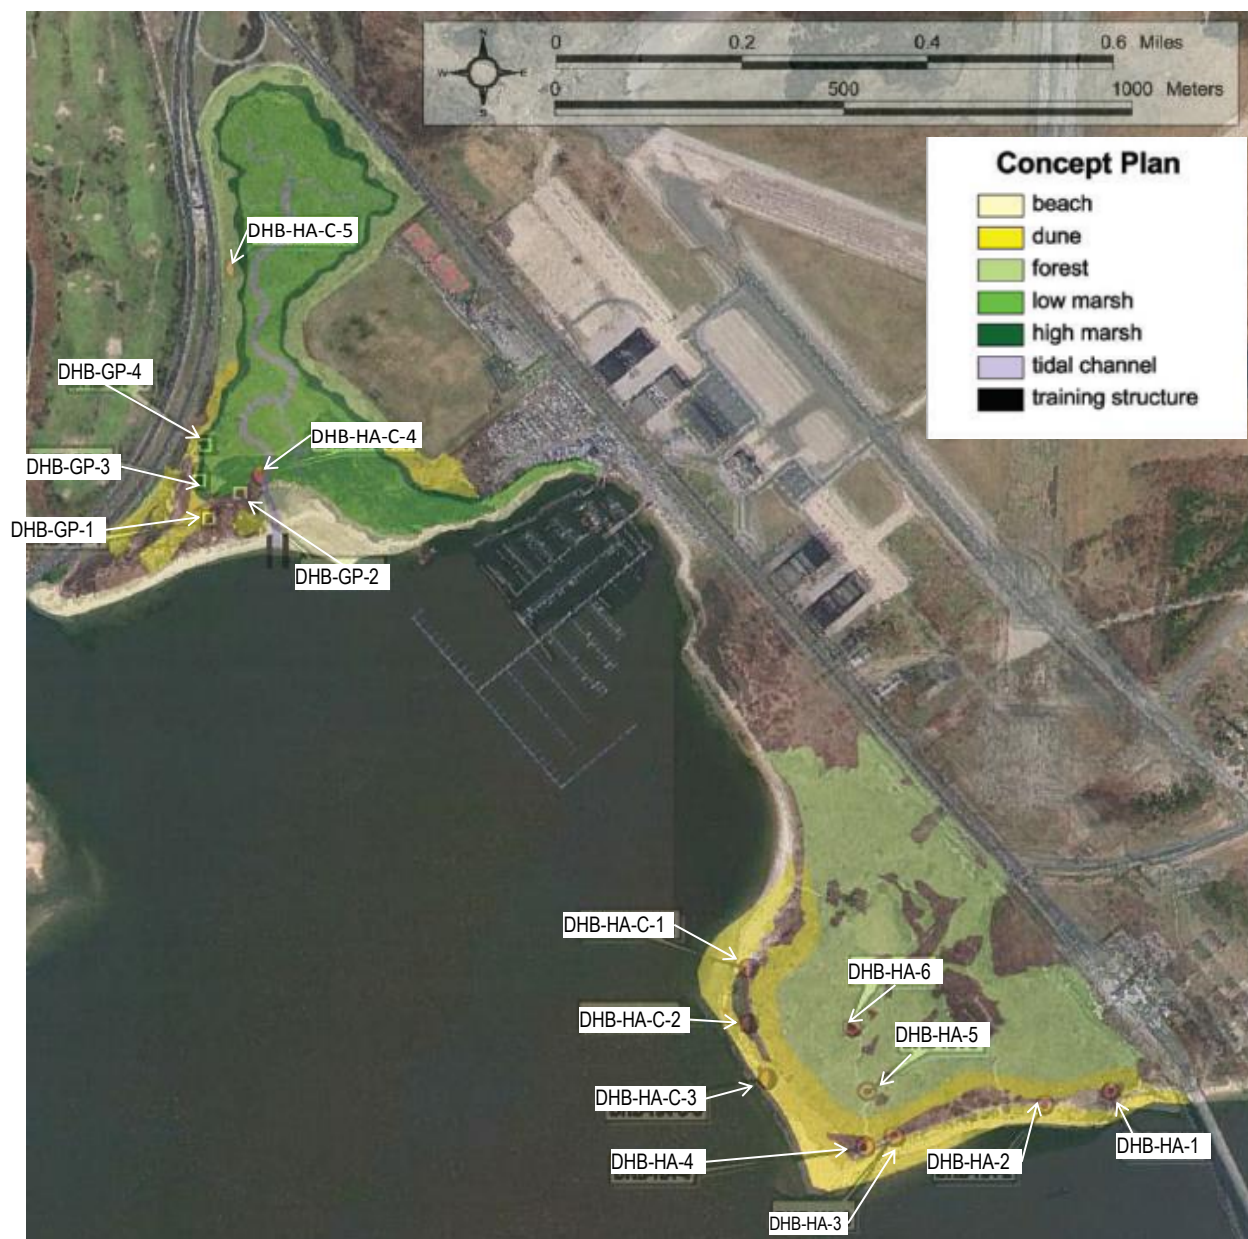 N
W E
S
0 0.2 0.4 0.6 Miles
0 500 1000 Meters
Concept Plan
beach
dune
forest
low marsh
high marsh
tidal channel
training structure
DHB-HA-C-5
DHB-GP-4
DHB-HA-C-4
DHB-GP-3
DHB-GP-1
DHB-GP-2
DHB-HA-C-1
DHB-HA-6
DHB-HA-C-2
DHB-HA-5
DHB-HA-C-3
DHB-HA-1
DHB-HA-4
DHB-HA-2
DHB-HA-3